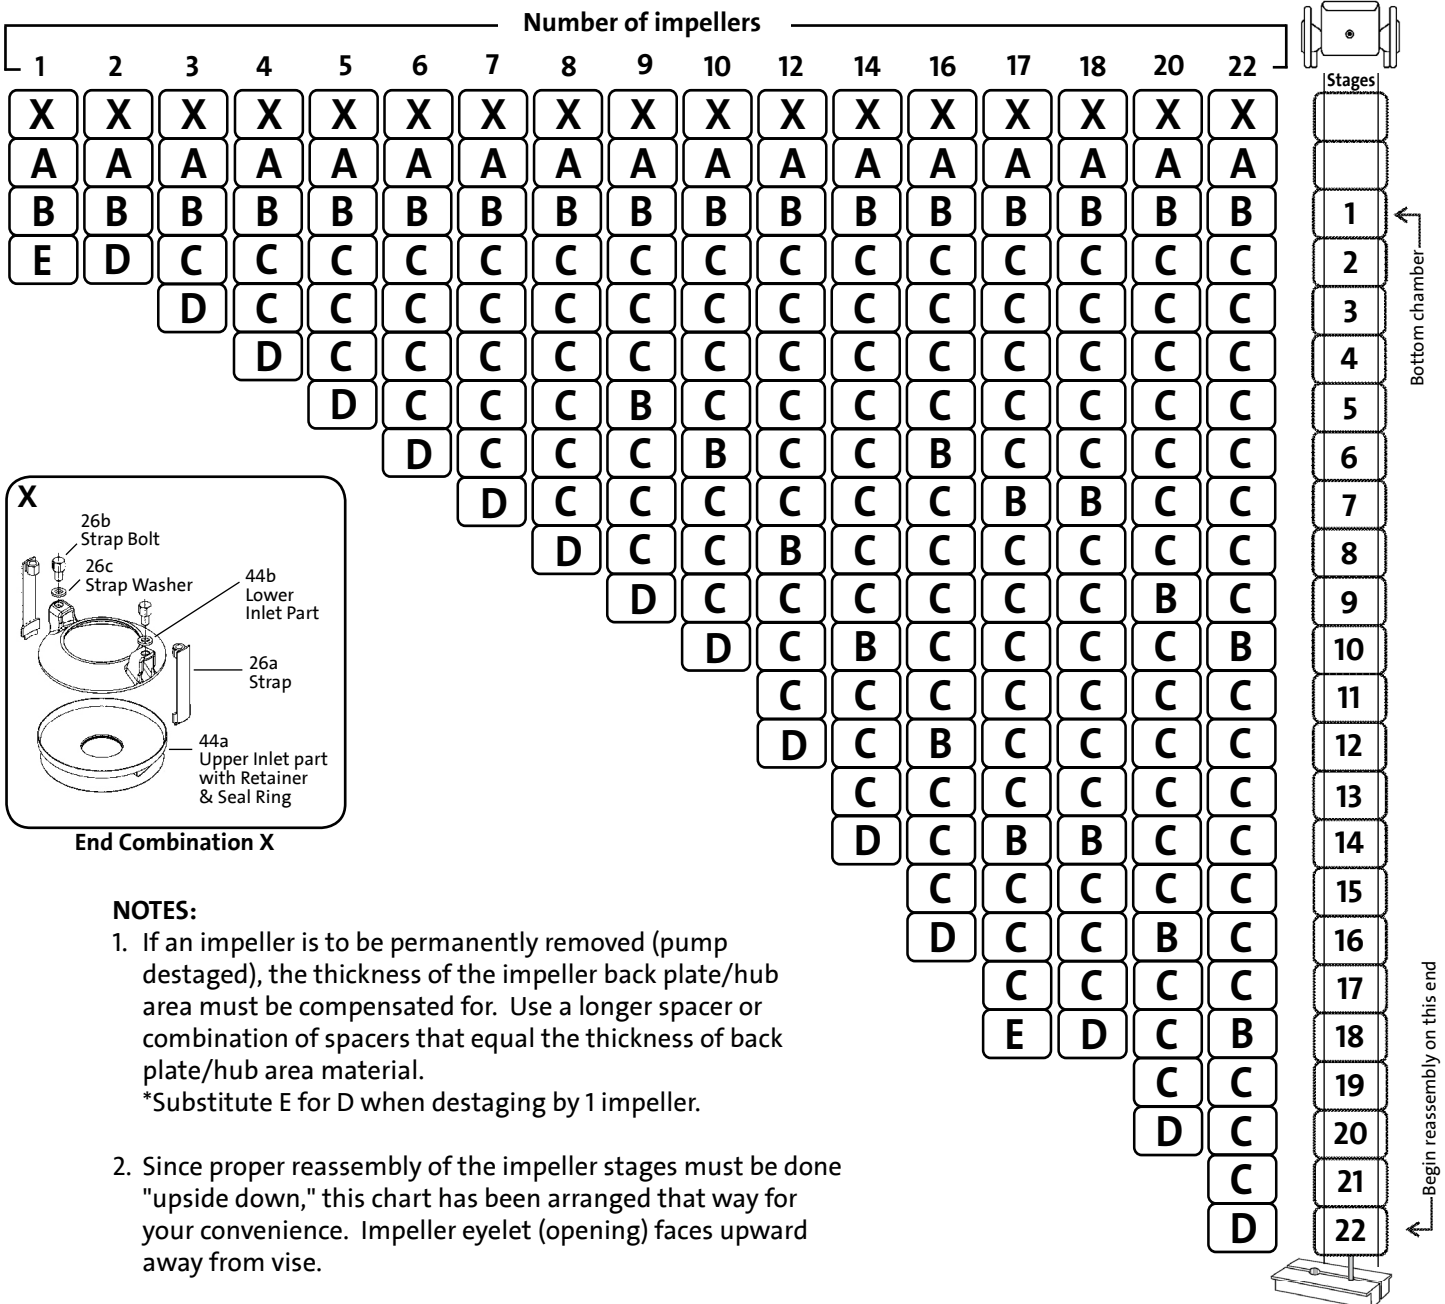 Number of impellers
1 2 3 4 5 6 7 8 9 10 12 14 16 17 18 20 22
Stages
X X X X X X X X X X X X X X X X X
A A A A A A A A A A A A A A A A A
B B B B B B B B B B B B B B B B B 1
E D C C C C C C C C C C C C C C C 2
D C C C C C C C C C C C C C C 3
D C C C C C C C C C C C C C 4
D C C C B C C C C C C C C 5
D C C C B C C B C C C C 6
D C C C C C C B B C C 7
D C C B C C C C C C 8
D C C C C C C B C 9
D C B C C C C B 10
C C C C C C C 11
D C B C C C C 12
C C C C C C 13
D C B B C C 14
C C C C C 15
D C C B C 16
C C C C 17
E D C B 18
C C 19
D C 20
C 21
D 22
Bottom chamber
Begin reassembly on this end
X
26b
Strap Bolt
26c
Strap Washer
44b
Lower
Inlet Part
26a
Strap
44a
Upper Inlet part
with Retainer
& Seal Ring
End Combination X
NOTES:
1. If an impeller is to be permanently removed (pump
destaged), the thickness of the impeller back plate/hub
area must be compensated for. Use a longer spacer or
combination of spacers that equal the thickness of back
plate/hub area material.
*Substitute E for D when destaging by 1 impeller.
2. Since proper reassembly of the impeller stages must be done
"upside down," this chart has been arranged that way for
your convenience. Impeller eyelet (opening) faces upward
away from vise.